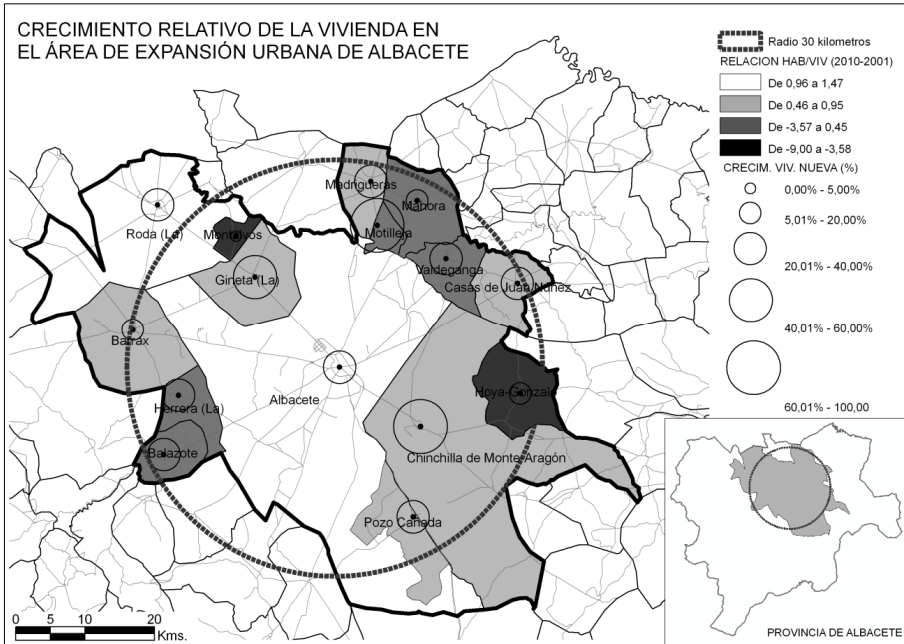 CRECIMIENTO RELATIVO DE LA VIVIENDA EN
EL ÁREA DE EXPANSIÓN URBANA DE ALBACETE
Radio 30 kilometros
RELACION HAB/VIV (2010-2001)
De 0,96 a 1,47
De 0,46 a 0,95
De -3,57 a 0,45
De -9,00 a -3,58
CRECIM. VIV. NUEVA (%)
0,00% - 5,00%
5,01% - 20,00%
20,01% - 40,00%
40,01% - 60,00%
60,01% - 100,00
Madrigueras
Mahora
Roda (La)
Montalvos
Motilleja
Valdeganga
Gineta (La)
Casas de Juan Núñez
Barrax
Albacete
Herrera (La)
Hoya-Gonzalo
Balazote
Chinchilla de Monte-Aragón
Pozo Cañada
0 5 10 20
Kms.
PROVINCIA DE ALBACETE